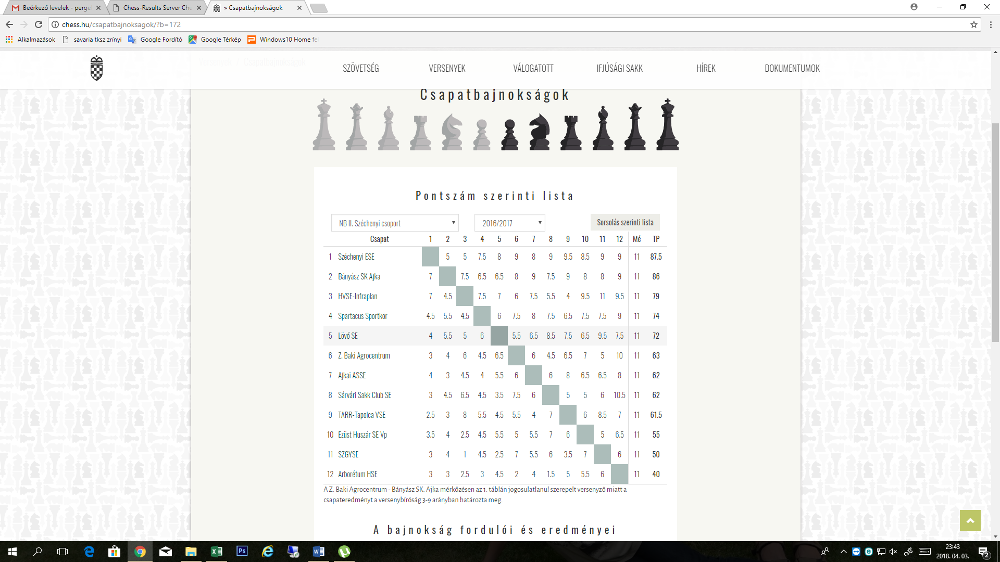 Beérkező levelek - perge
Chess-Results Server Che
» Csapatbajnokságok
chess.hu/csapatbajnoksagok/?b=172
Alkalmazások savaria tksz zrínyi Google Fordító Google Térkép Windows10 Home fe
Versenyek / Csapatbajnokságok
SZÖVETSÉG VERSENYEK VÁLOGATOTT IFJÚSÁGI SAKK HÍREK DOKUMENTUMOK
Csapatbajnokságok
Pontszám szerinti lista
NB II. Széchenyi csoport 2016/2017 Sorsolás szerinti lista
Csapat 1 2 3 4 5 6 7 8 9 10 11 12 Mé TP
1 Széchenyi ESE 5 5 7.5 8 9 8 9 9.5 8.5 9 9 11 87.5
2 Bányász SK Ajka 7 7.5 6.5 6.5 8 9 7.5 9 8 8 9 11 86
3 HVSE-Infraplan 7 4.5 7.5 7 6 7.5 5.5 4 9.5 11 9.5 11 79
4 Spartacus Sportkör 4.5 5.5 4.5 6 7.5 8 7.5 6.5 7.5 7.5 9 11 74
5 Lövő SE 4 5.5 5 6 5.5 6.5 8.5 7.5 6.5 9.5 7.5 11 72
6 Z. Baki Agrocentrum 3 4 6 4.5 6.5 6 4.5 6.5 7 5 10 11 63
7 Ajkai ASSE 4 3 4.5 4 5.5 6 6 8 6.5 6.5 8 11 62
8 Sárvári Sakk Club SE 3 4.5 6.5 4.5 3.5 7.5 6 5 5 6 10.5 11 62
9 TARR-Tapolca VSE 2.5 3 8 5.5 4.5 5.5 4 7 6 8.5 7 11 61.5
10 Ezüst Huszár SE Vp 3.5 4 2.5 4.5 5.5 5 5.5 7 6 5 6.5 11 55
11 SZGYSE 3 4 1 4.5 2.5 7 5.5 6 3.5 7 6 11 50
12 Arborétum HSE 3 3 2.5 3 4.5 2 4 1.5 5 5.5 6 11 40
A Z. Baki Agrocentrum - Bányász SK. Ajka mérkőzésen az 1. táblán jogosulatlanul szerepelt versenyző miatt a
csapateredményt a versenybíróság 3-9 arányban határozta meg.
A bajnokság fordulói és eredményei
23:43
2018. 04. 03.
2